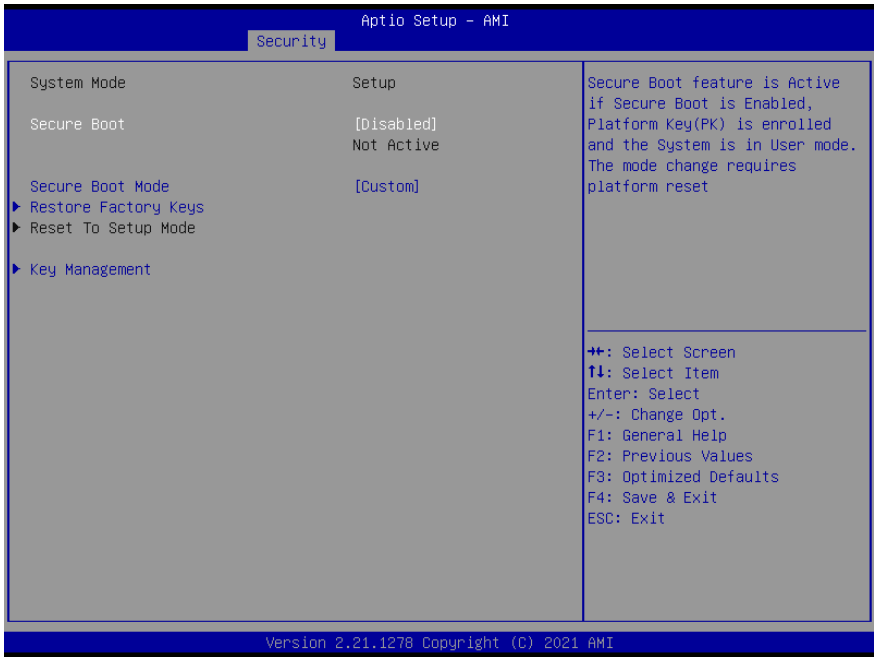 Aptio Setup – AMI
Security
System Mode Setup
Secure Boot [Disabled]
Not Active
Secure Boot Mode [Custom]
▶ Restore Factory Keys
▶ Reset To Setup Mode
▶ Key Management
Secure Boot feature is Active
if Secure Boot is Enabled,
Platform Key(PK) is enrolled
and the System is in User mode.
The mode change requires
platform reset
→←: Select Screen
↑↓: Select Item
Enter: Select
+/-: Change Opt.
F1: General Help
F2: Previous Values
F3: Optimized Defaults
F4: Save & Exit
ESC: Exit
Version 2.21.1278 Copyright (C) 2021 AMI